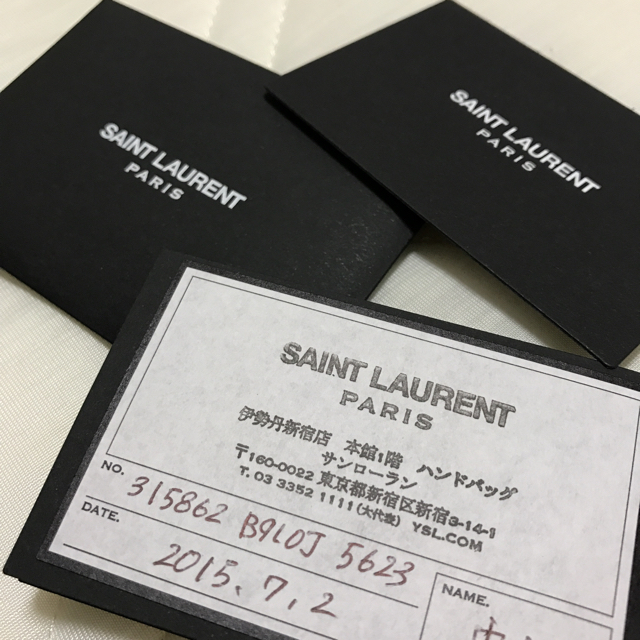 SAINT LAURENT
PARIS
SAINT LAURENT
PARIS
SAINT LAURENT
PARIS
伊勢丹新宿店 本館1階 ハンドバッグ
サンローラン
〒160-0022 東京都新宿区新宿3-14-1
T. 03 3352 1111 (大代表) YSL.COM
NO. 315862 B9L0J 5623
DATE. 2015.7.2
NAME.